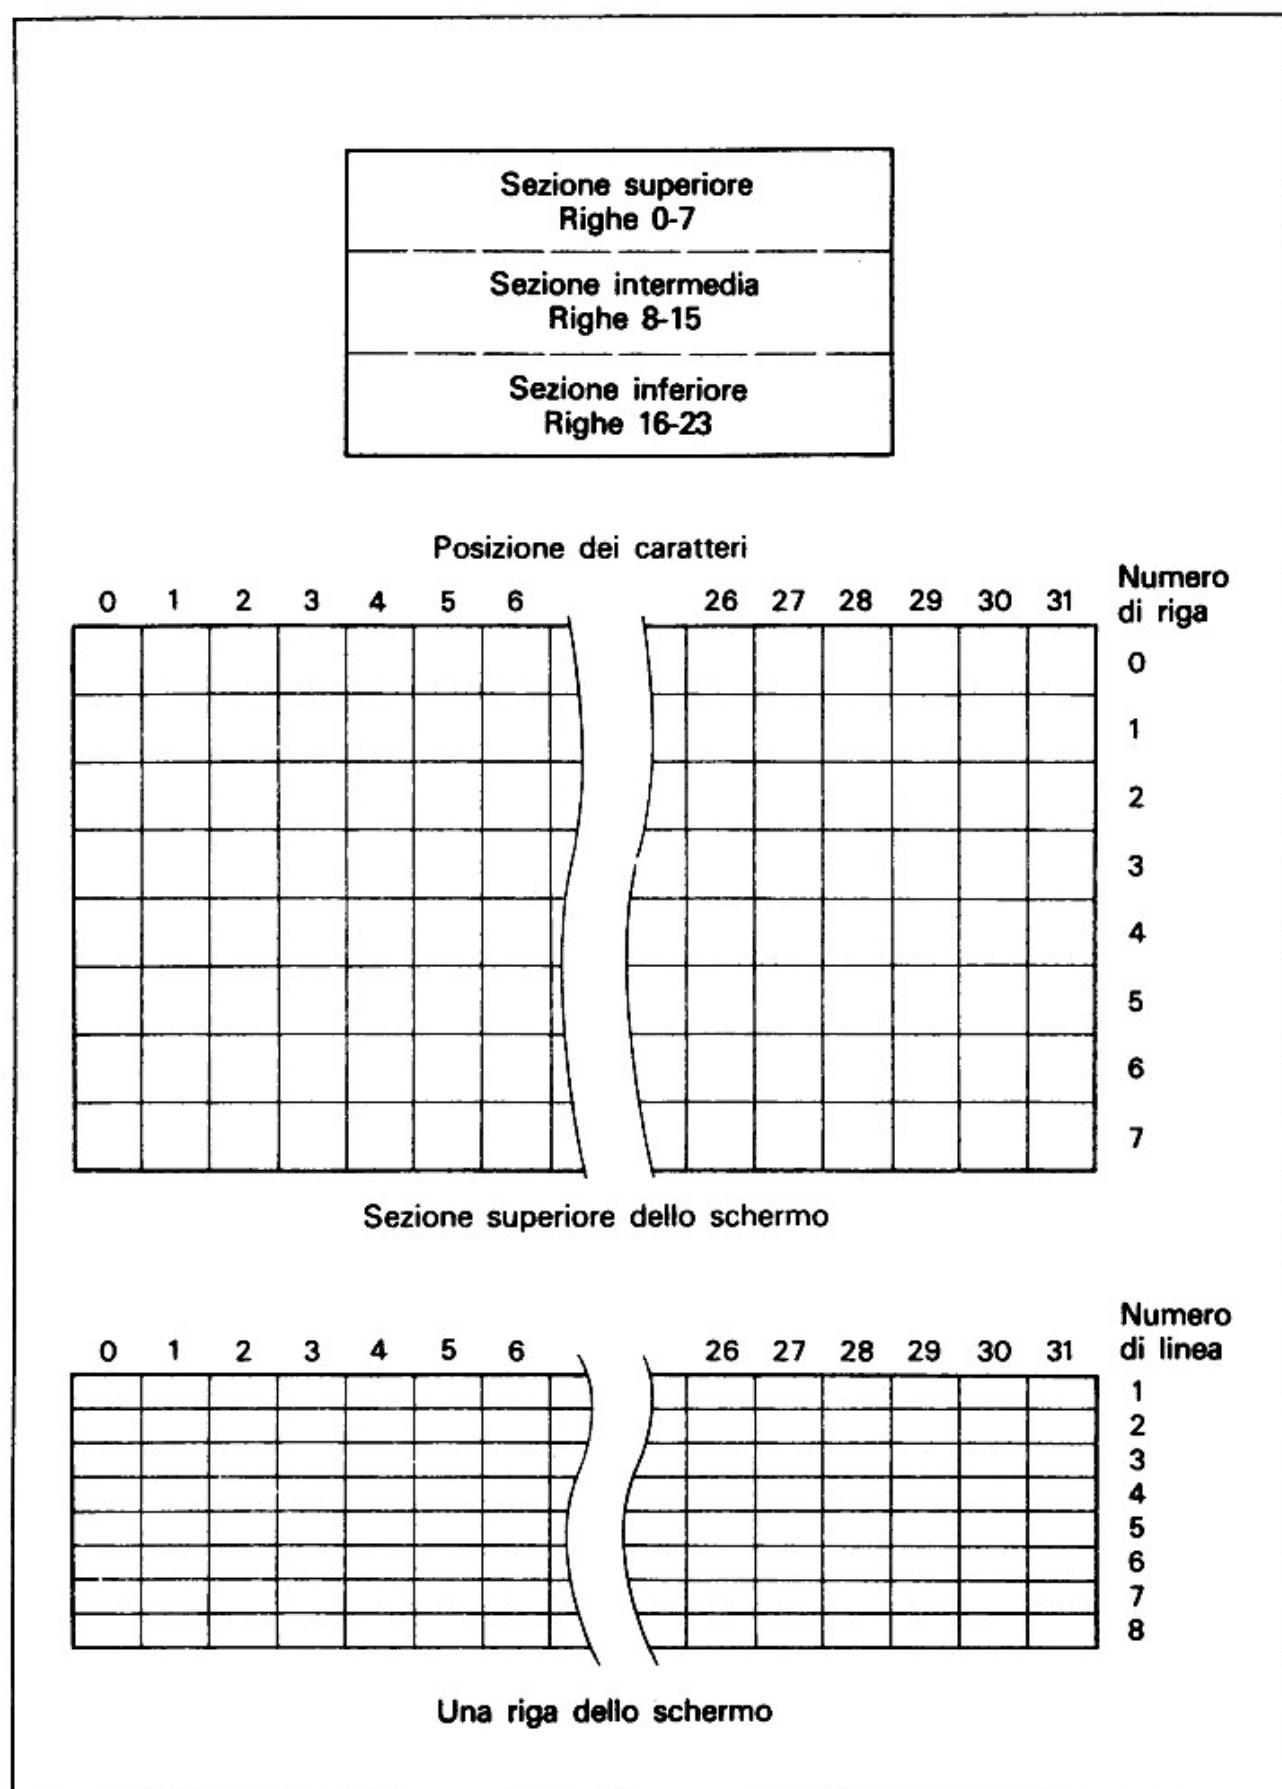 Sezione superiore
Righe 0-7
Sezione intermedia
Righe 8-15
Sezione inferiore
Righe 16-23
Posizione dei caratteri
Numero
di riga
0 1 2 3 4 5 6 26 27 28 29 30 31
0
1
2
3
4
5
6
7
Sezione superiore dello schermo
Numero
di linea
0 1 2 3 4 5 6 26 27 28 29 30 31
1
2
3
4
5
6
7
8
Una riga dello schermo